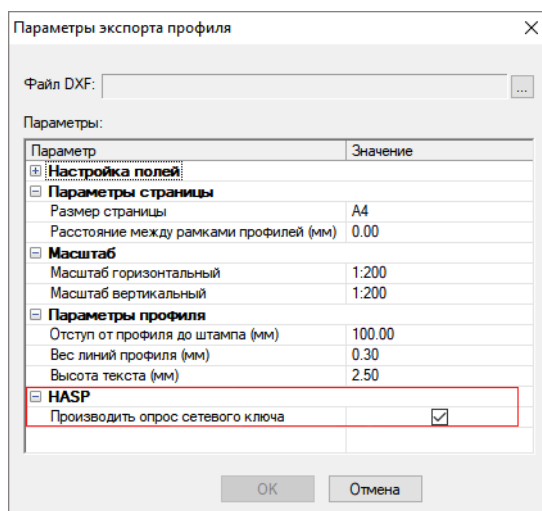 Параметры экспорта профиля
Файл DXF:
...
Параметры:
Параметр Значение
Настройка полей
Параметры страницы
Размер страницы A4
Расстояние между рамками профилей (мм) 0.00
Масштаб
Масштаб горизонтальный 1:200
Масштаб вертикальный 1:200
Параметры профиля
Отступ от профиля до штампа (мм) 100.00
Вес линий профиля (мм) 0.30
Высота текста (мм) 2.50
HASP
Производить опрос сетевого ключа
OK Отмена